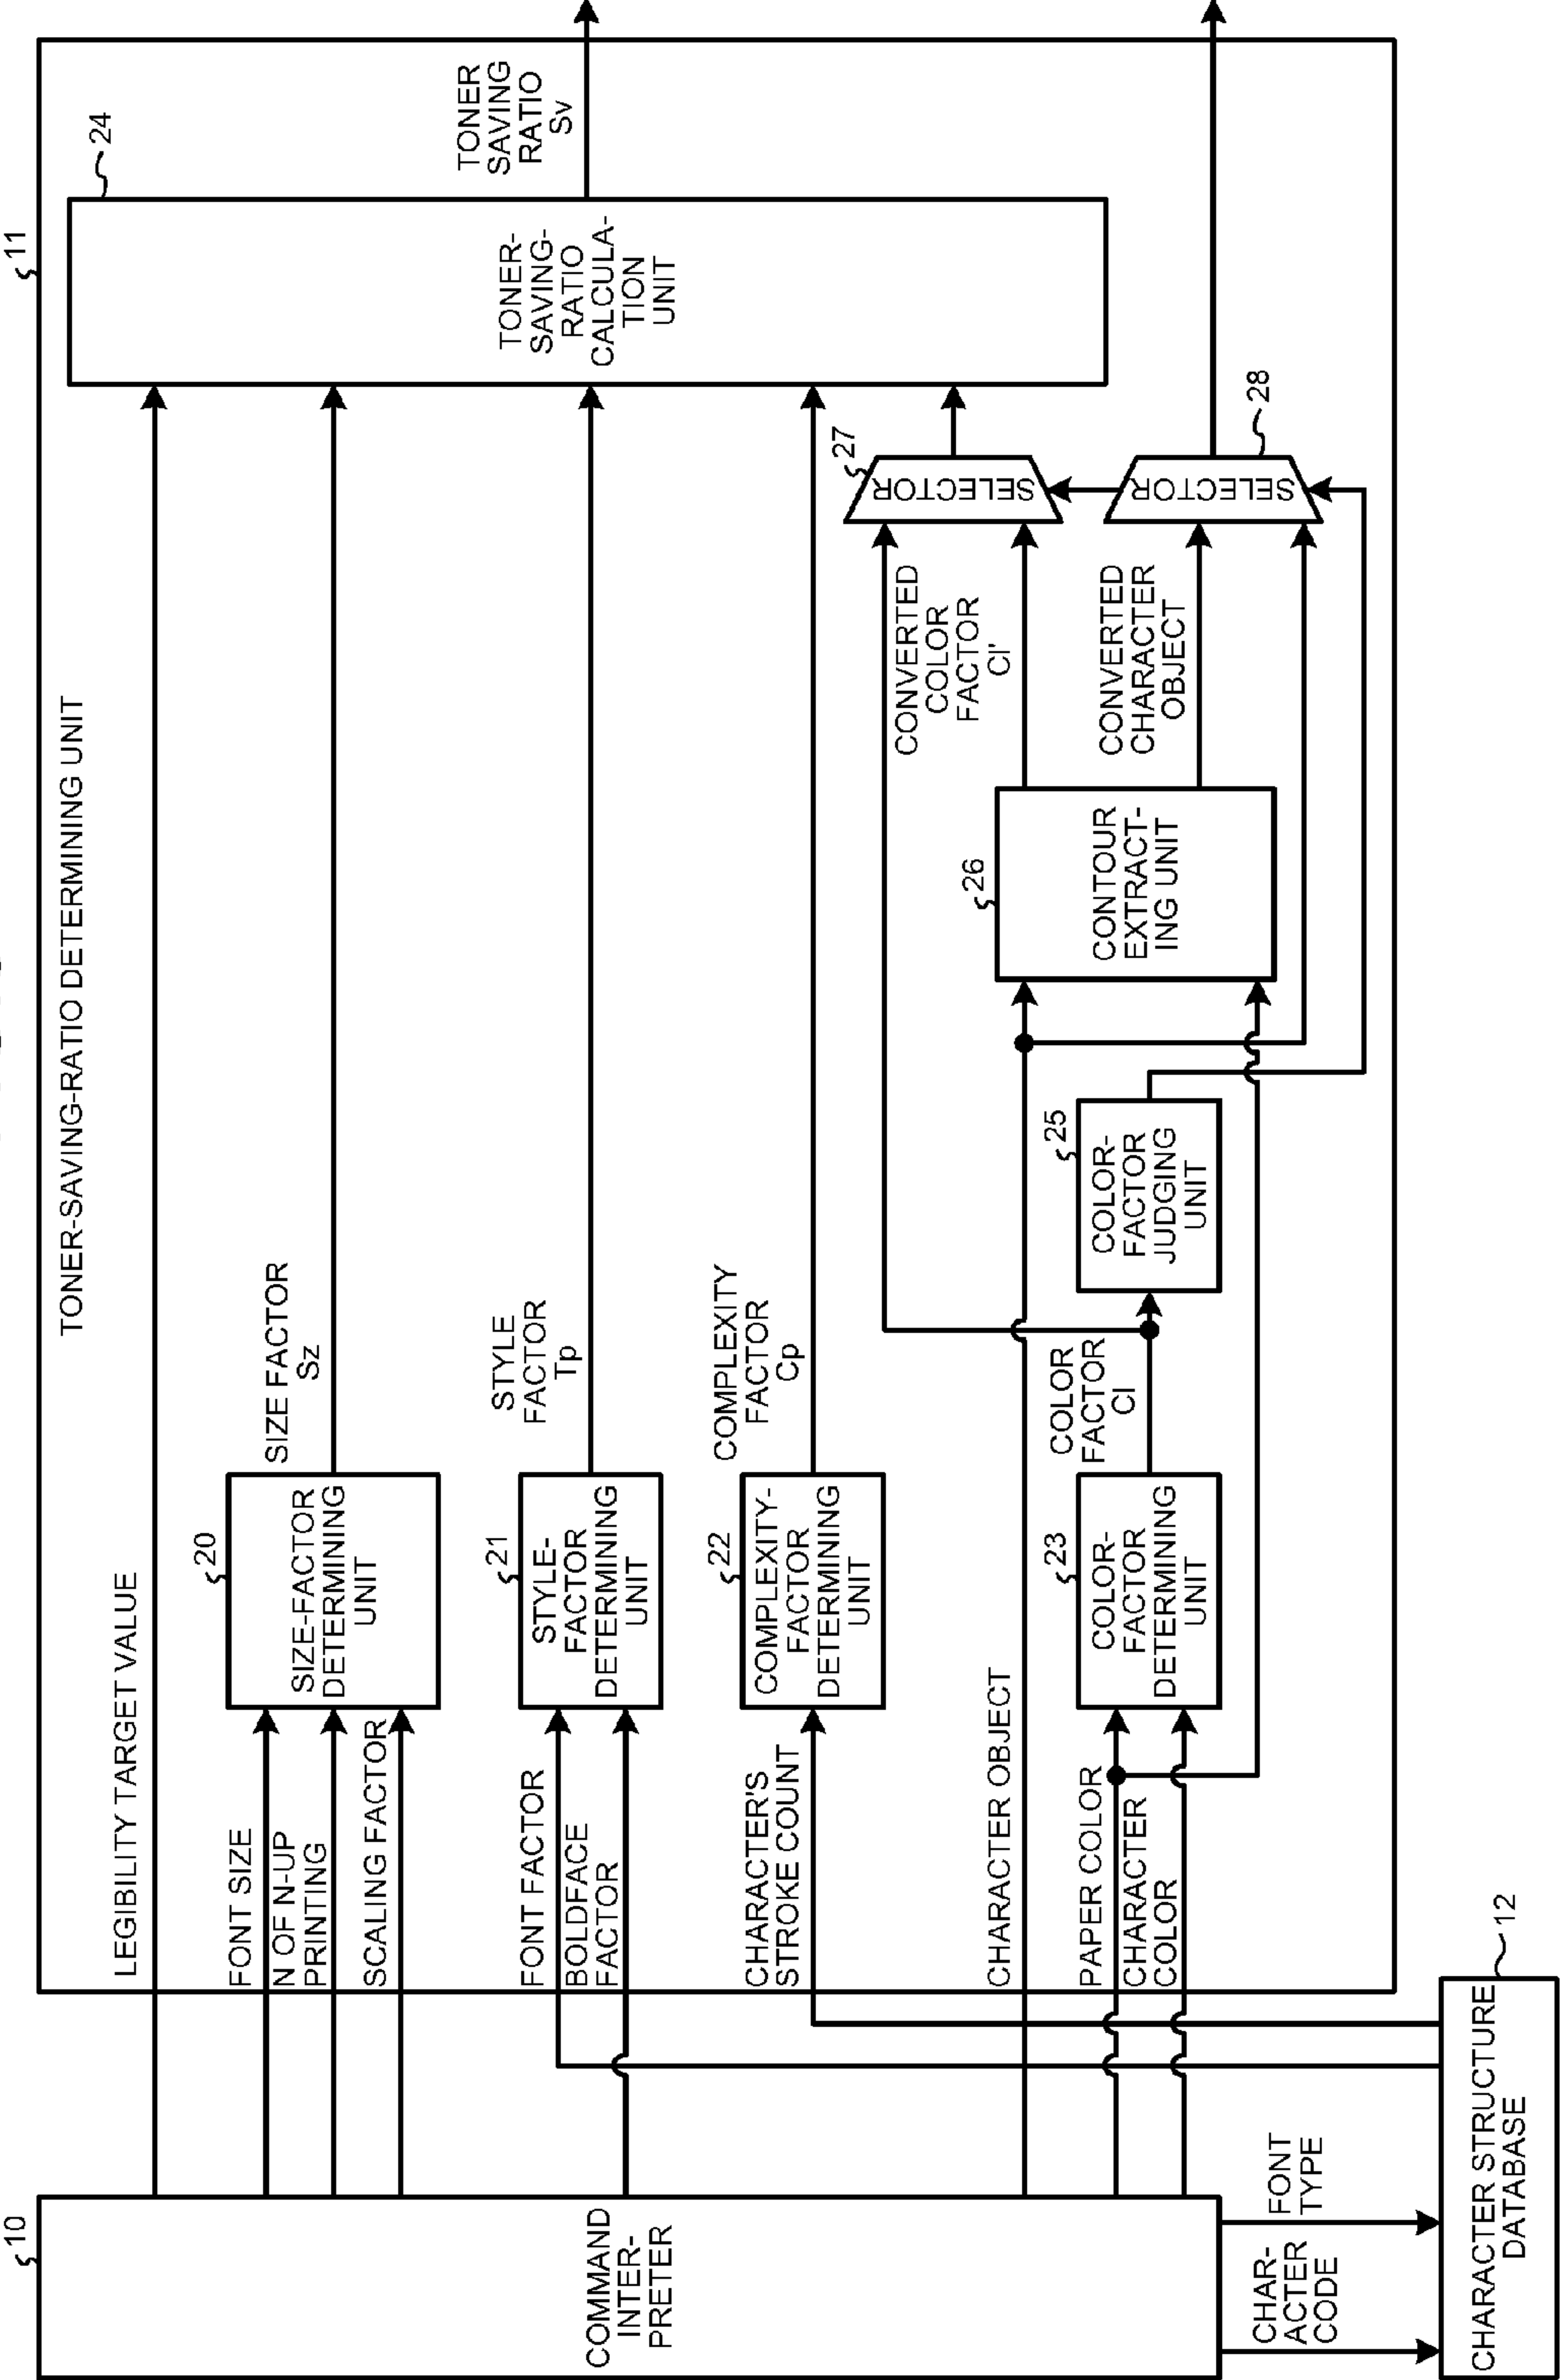 10
COMMAND
INTER-
PRETER
CHAR-
ACTER
CODE
FONT
TYPE
CHARACTER STRUCTURE
DATABASE
12
11
TONER-SAVING-RATIO DETERMINING UNIT
LEGIBILITY TARGET VALUE
FONT SIZE
N OF N-UP
PRINTING
SCALING FACTOR
20
SIZE-FACTOR
DETERMINING
UNIT
SIZE FACTOR
Sz
FONT FACTOR
BOLDFACE
FACTOR
21
STYLE-
FACTOR
DETERMINING
UNIT
STYLE
FACTOR
Tp
CHARACTER'S
STROKE COUNT
22
COMPLEXITY-
FACTOR
DETERMINING
UNIT
COMPLEXITY
FACTOR
Cp
CHARACTER OBJECT
PAPER COLOR
CHARACTER
COLOR
23
COLOR-
FACTOR
DETERMINING
UNIT
COLOR
FACTOR
Cl
25
COLOR-
FACTOR
JUDGING
UNIT
26
CONTOUR
EXTRACT-
ING UNIT
CONVERTED
COLOR
FACTOR
Cl'
CONVERTED
CHARACTER
OBJECT
27
SELECTOR
28
SELECTOR
24
TONER-
SAVING-
RATIO
CALCULA-
TION
UNIT
TONER
SAVING
RATIO
Sv